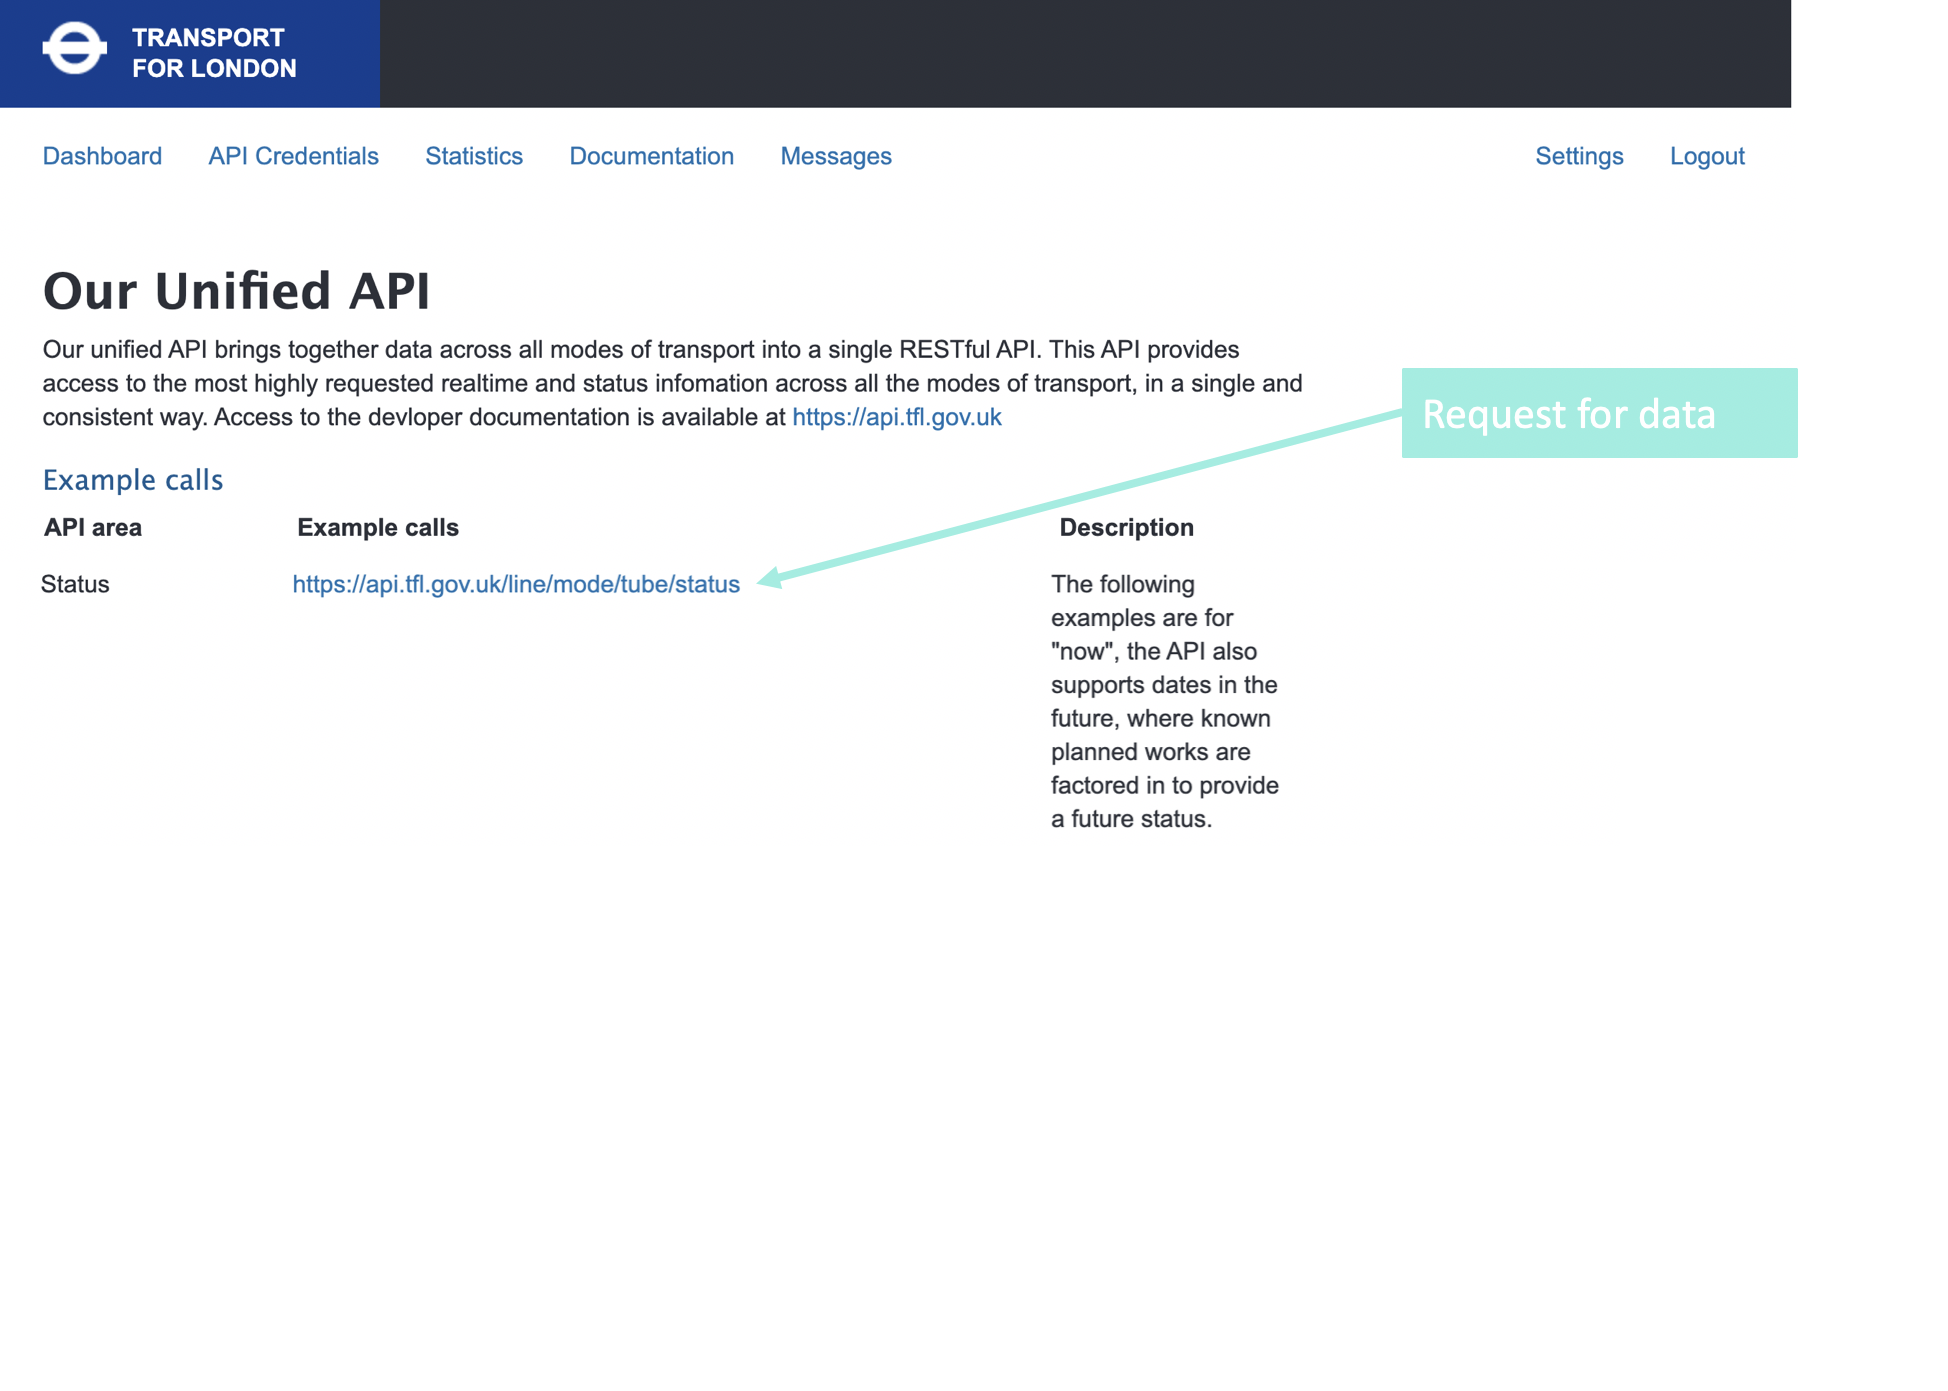 TRANSPORT
FOR LONDON
Dashboard API Credentials Statistics Documentation Messages Settings Logout
Our Unified API
Our unified API brings together data across all modes of transport into a single RESTful API. This API provides
access to the most highly requested realtime and status infomation across all the modes of transport, in a single and
consistent way. Access to the devloper documentation is available at https://api.tfl.gov.uk
Request for data
Example calls
API area Example calls Description
Status https://api.tfl.gov.uk/line/mode/tube/status The following
examples are for
"now", the API also
supports dates in the
future, where known
planned works are
factored in to provide
a future status.